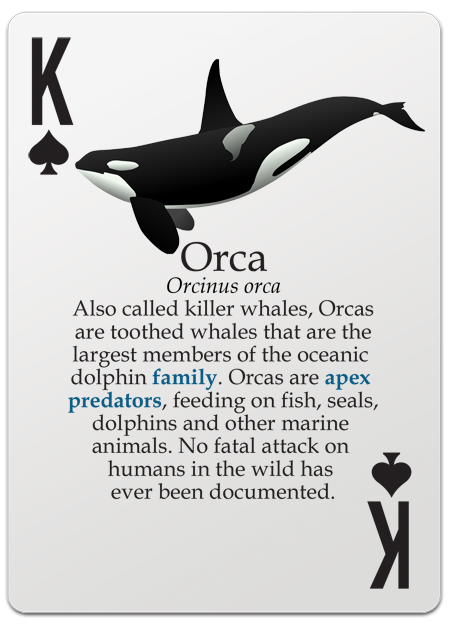 K
Orca
Orcinus orca
Also called killer whales, Orcas
are toothed whales that are the
largest members of the oceanic
dolphin family. Orcas are apex
predators, feeding on fish, seals,
dolphins and other marine
animals. No fatal attack on
humans in the wild has
ever been documented.
K